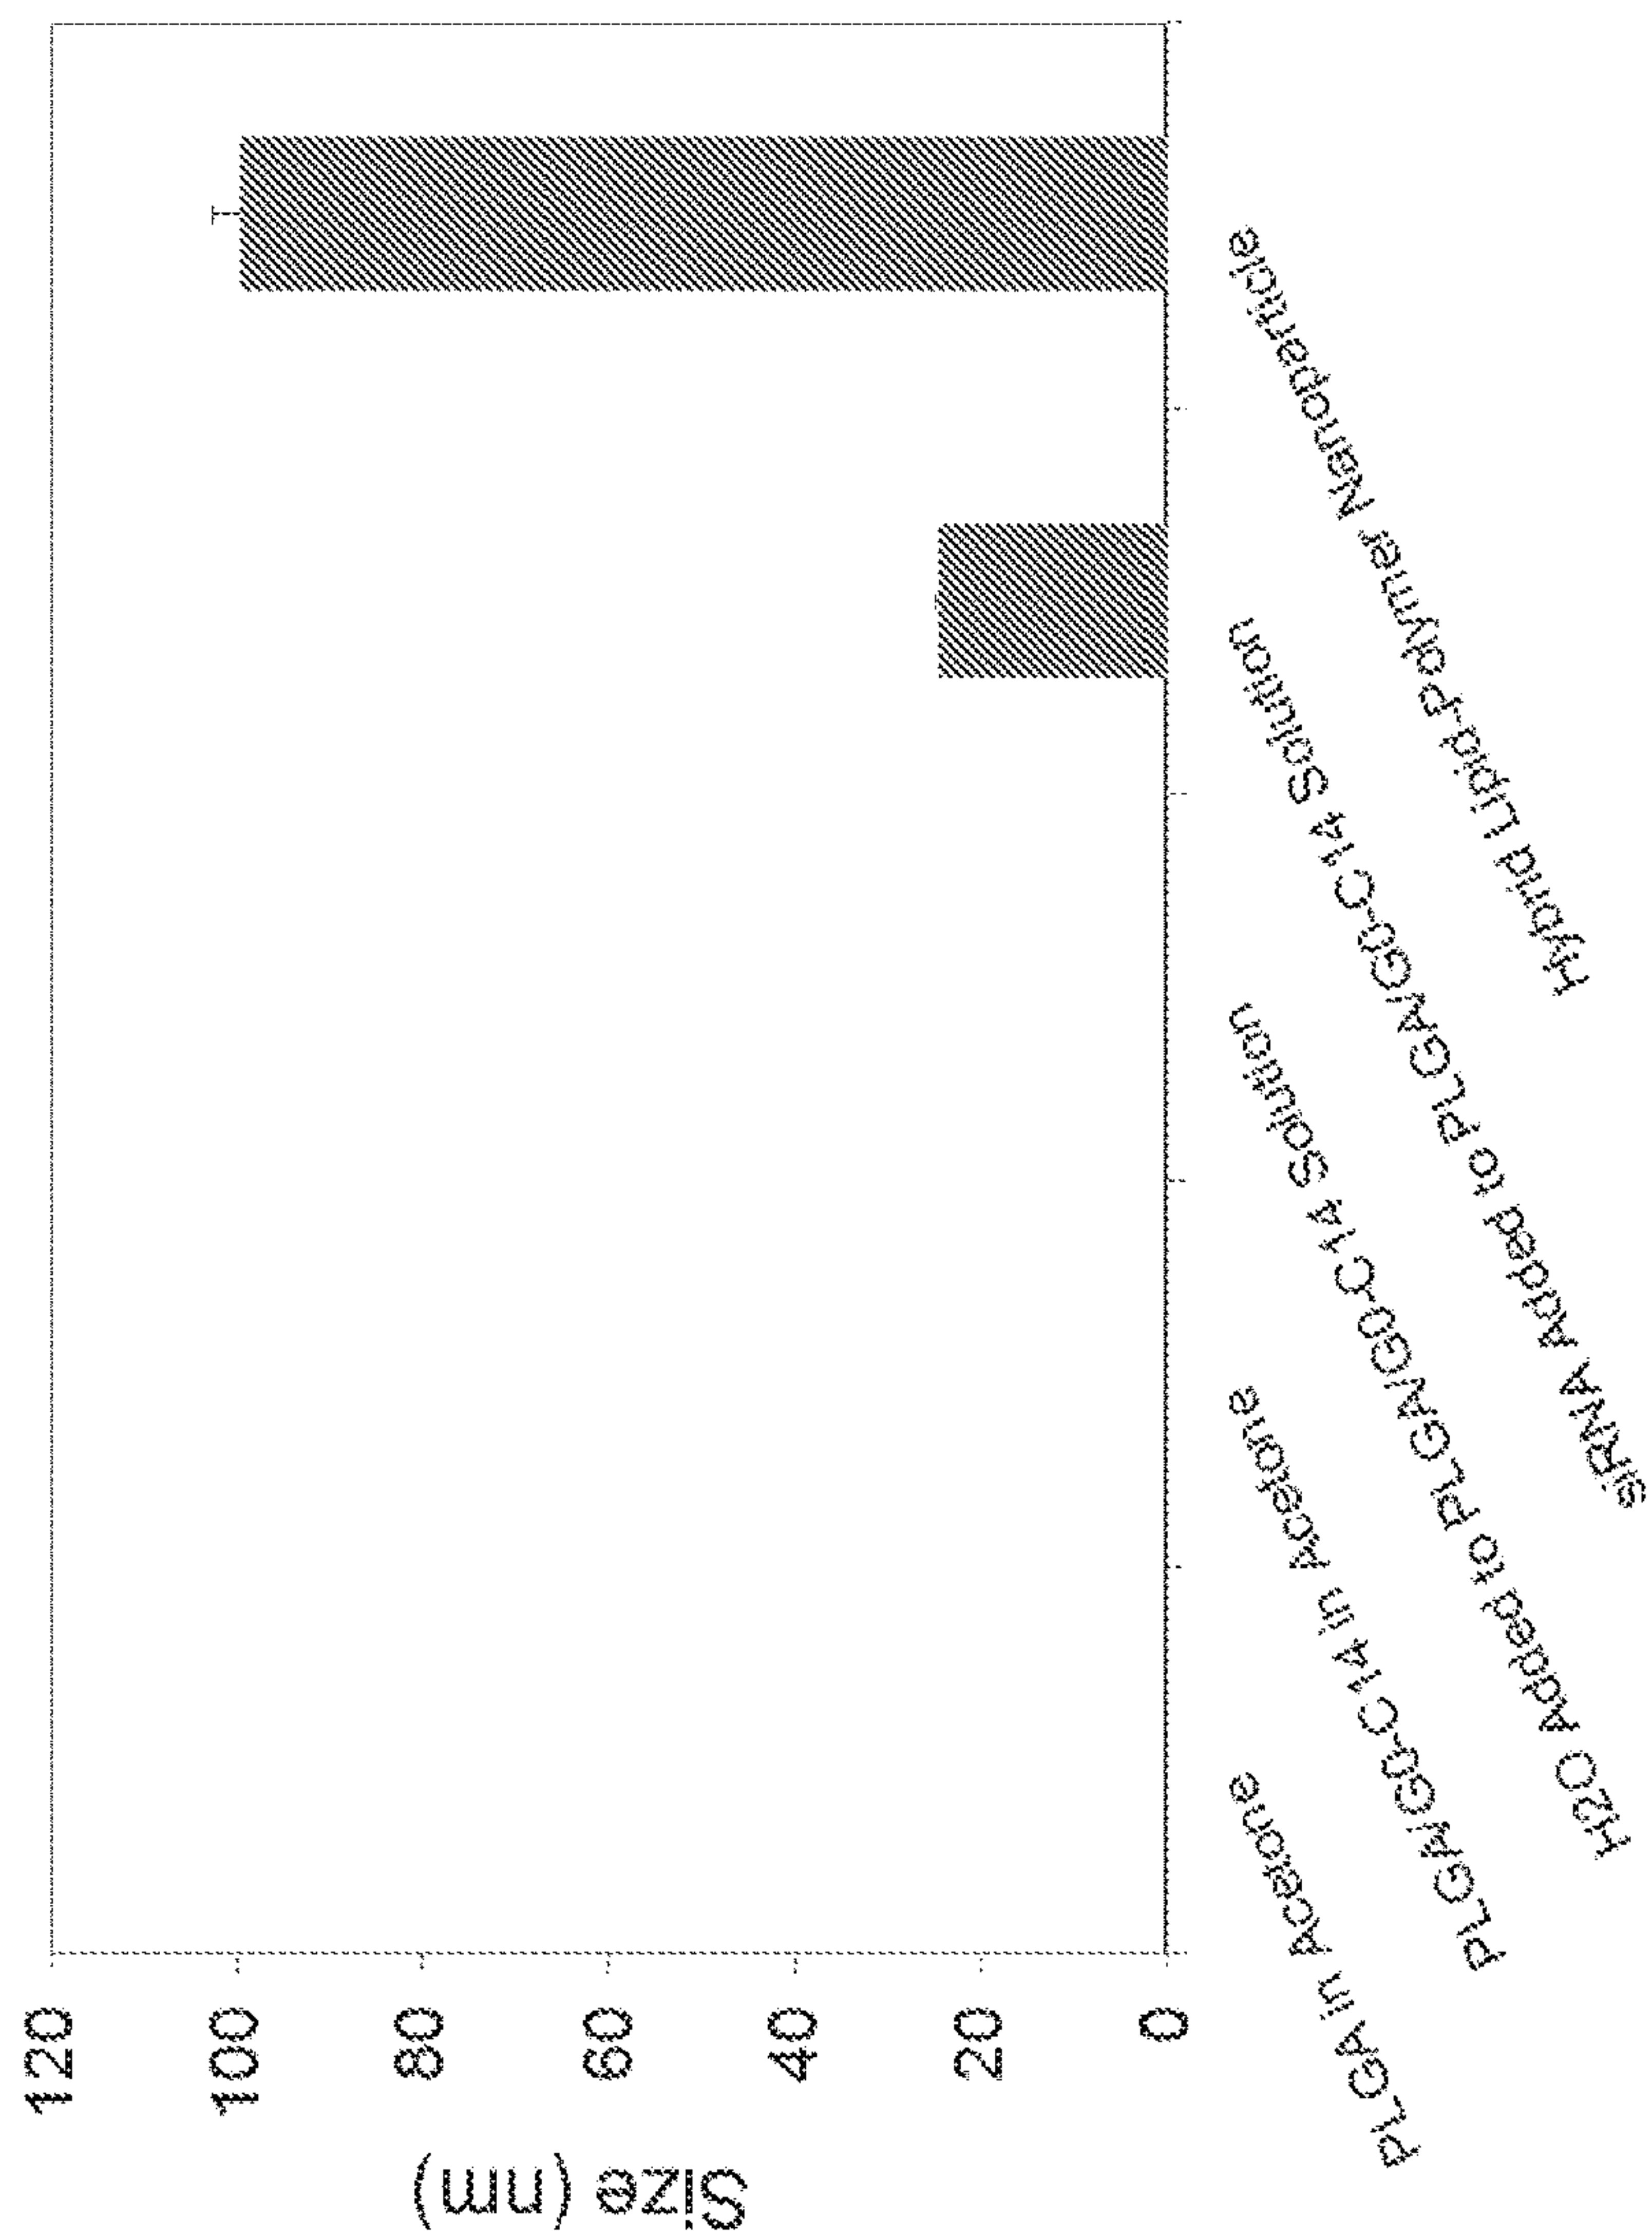 Size (nm)
120
100
80
60
40
20
0
PLGA in Acetone
PLGA/G0-C14 in Acetone
H2O Added to PLGA/G0-C14 Solution
siRNA Added to PLGA/G0-C14 Solution
Hybrid Lipid-Polymer Nanoparticle